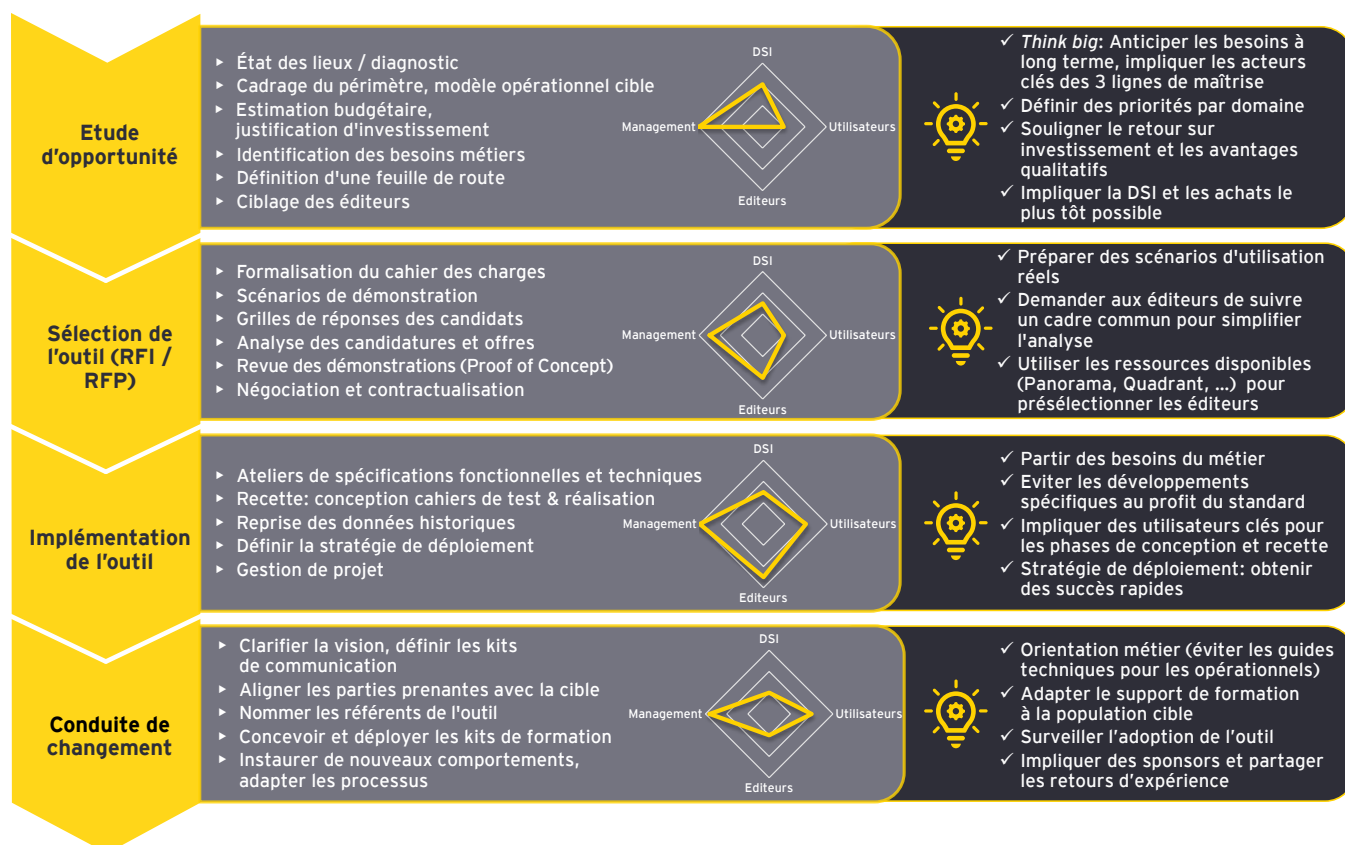 Etude
d'opportunité
▸ État des lieux / diagnostic
▸ Cadrage du périmètre, modèle opérationnel cible
▸ Estimation budgétaire,
justification d'investissement
▸ Identification des besoins métiers
▸ Définition d'une feuille de route
▸ Ciblage des éditeurs
DSI
Management
Utilisateurs
Editeurs
✓ Think big: Anticiper les besoins à
long terme, impliquer les acteurs
clés des 3 lignes de maîtrise
✓ Définir des priorités par domaine
✓ Souligner le retour sur
investissement et les avantages
qualitatifs
✓ Impliquer la DSI et les achats le
plus tôt possible
Sélection de
l'outil (RFI /
RFP)
▸ Formalisation du cahier des charges
▸ Scénarios de démonstration
▸ Grilles de réponses des candidats
▸ Analyse des candidatures et offres
▸ Revue des démonstrations (Proof of Concept)
▸ Négociation et contractualisation
DSI
Management
Utilisateurs
Editeurs
✓ Préparer des scénarios d'utilisation
réels
✓ Demander aux éditeurs de suivre
un cadre commun pour simplifier
l'analyse
✓ Utiliser les ressources disponibles
(Panorama, Quadrant, ...) pour
présélectionner les éditeurs
Implémentation
de l'outil
▸ Ateliers de spécifications fonctionnelles et techniques
▸ Recette: conception cahiers de test & réalisation
▸ Reprise des données historiques
▸ Définir la stratégie de déploiement
▸ Gestion de projet
DSI
Management
Utilisateurs
Editeurs
✓ Partir des besoins du métier
✓ Eviter les développements
spécifiques au profit du standard
✓ Impliquer des utilisateurs clés pour
les phases de conception et recette
✓ Stratégie de déploiement: obtenir
des succès rapides
Conduite de
changement
▸ Clarifier la vision, définir les kits
de communication
▸ Aligner les parties prenantes avec la cible
▸ Nommer les référents de l'outil
▸ Concevoir et déployer les kits de formation
▸ Instaurer de nouveaux comportements,
adapter les processus
DSI
Management
Utilisateurs
Editeurs
✓ Orientation métier (éviter les guides
techniques pour les opérationnels)
✓ Adapter le support de formation
à la population cible
✓ Surveiller l'adoption de l'outil
✓ Impliquer des sponsors et partager
les retours d'expérience